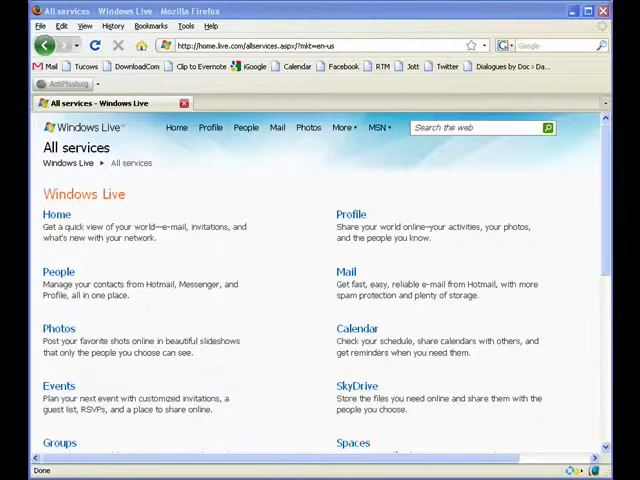 All services - Windows Live - Mozilla Firefox
File Edit View History Bookmarks Tools Help
http://home.live.com/allservices.aspx/?mkt=en-us
Google
Mail Tucows DownloadCom Clip to Evernote iGoogle Calendar Facebook RTM Jott Twitter Dialogues by Doc > Da...
AntiPhishing
All services - Windows Live
Windows Live™ Home Profile People Mail Photos More MSN Search the web
All services
Windows Live All services
Windows Live
Home
Get a quick view of your world—e-mail, invitations, and
what's new with your network.
Profile
Share your world online—your activities, your photos,
and the people you know.
People
Manage your contacts from Hotmail, Messenger, and
Profile, all in one place.
Mail
Get fast, easy, reliable e-mail from Hotmail, with more
spam protection and plenty of storage.
Photos
Post your favorite shots online in beautiful slideshows
that only the people you choose can see.
Calendar
Check your schedule, share calendars with others, and
get reminders when you need them.
Events
Plan your next event with customized invitations, a
guest list, RSVPs, and a place to share online.
SkyDrive
Store the files you need online and share them with the
people you choose.
Groups
Spaces
Done